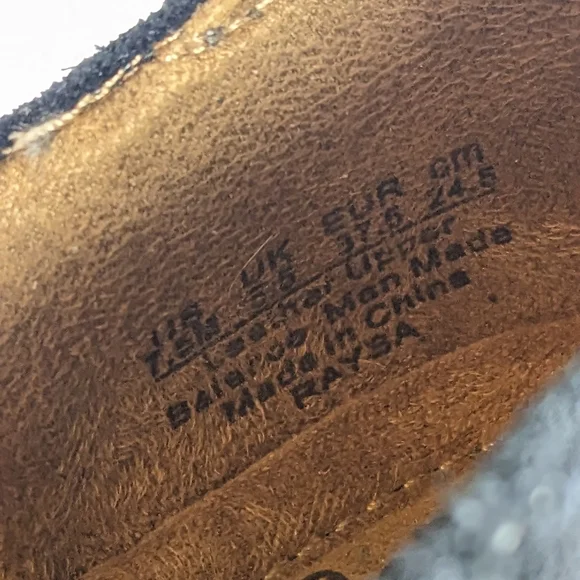 US UK EUR cm
7.5M 5.5 37.5 24.5
Leather Upper
Balance Man Made
Made in China
RAYSA